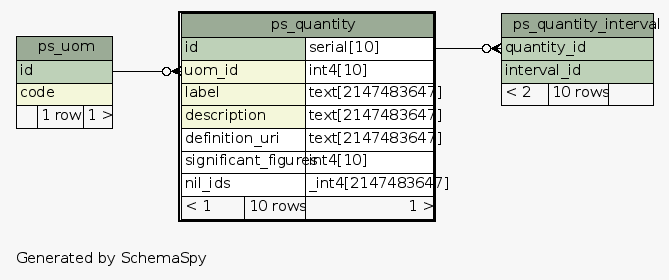 ps_uom
id
code
1 row 1 >
ps_quantity
id serial[10]
uom_id int4[10]
label text[2147483647]
description text[2147483647]
definition_uri text[2147483647]
significant_figures int4[10]
nil_ids _int4[2147483647]
< 1 10 rows 1 >
ps_quantity_interval
quantity_id
interval_id
< 2 10 rows
Generated by SchemaSpy